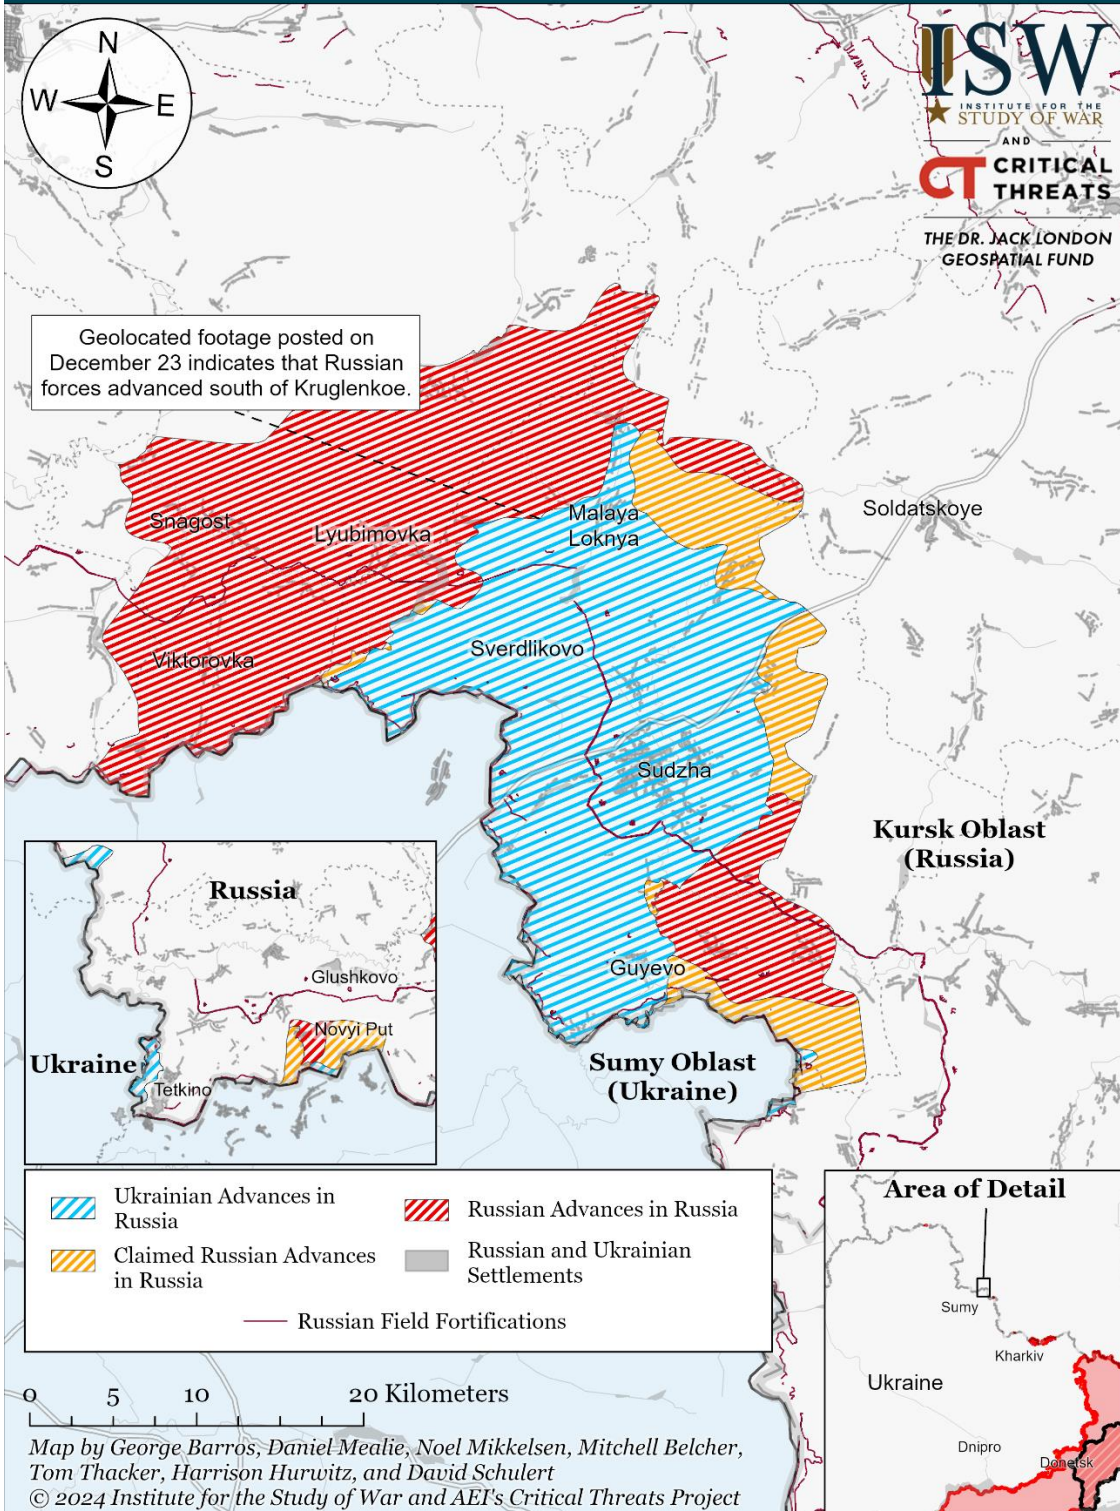 N
W
E
S
ISW
INSTITUTE FOR THE
STUDY OF WAR
AND
CT CRITICAL
THREATS
THE DR. JACK LONDON
GEOSPATIAL FUND
Geolocated footage posted on
December 23 indicates that Russian
forces advanced south of Kruglenkoe.
Snagost
Lyubimovka
Malaya
Loknya
Soldatskoye
Viktorovka
Sverdlikovo
Sudzha
Kursk Oblast
(Russia)
Guyevo
Sumy Oblast
(Ukraine)
Russia
Glushkovo
Novyi Put
Ukraine
Tetkino
Ukrainian Advances in
Russia
Russian Advances in Russia
Claimed Russian Advances
in Russia
Russian and Ukrainian
Settlements
Russian Field Fortifications
Area of Detail
Sumy
Kharkiv
Ukraine
Dnipro
Donetsk
0 5 10 20 Kilometers
Map by George Barros, Daniel Mealie, Noel Mikkelsen, Mitchell Belcher,
Tom Thacker, Harrison Hurwitz, and David Schulert
© 2024 Institute for the Study of War and AEI's Critical Threats Project